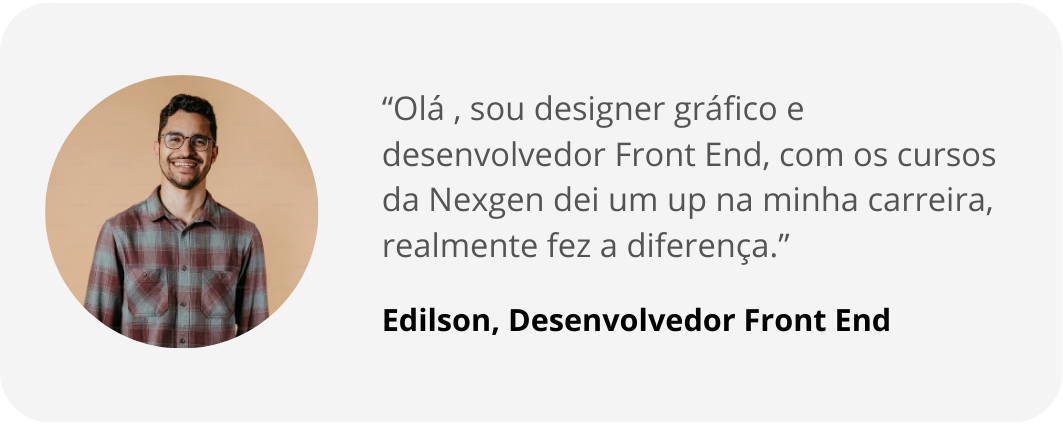 “Olá , sou designer gráfico e
desenvolvedor Front End, com os cursos
da Nexgen dei um up na minha carreira,
realmente fez a diferença.”
Edilson, Desenvolvedor Front End